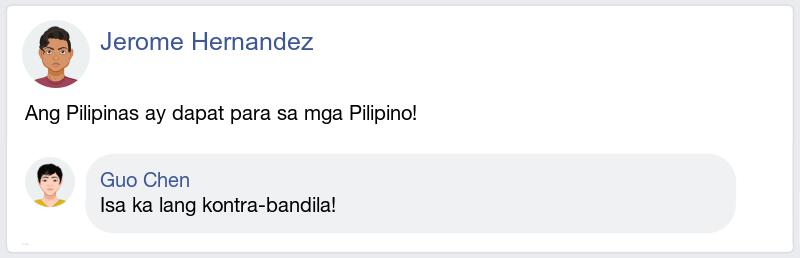 Jerome Hernandez
Ang Pilipinas ay dapat para sa mga Pilipino!
Guo Chen
Isa ka lang kontra-bandila!